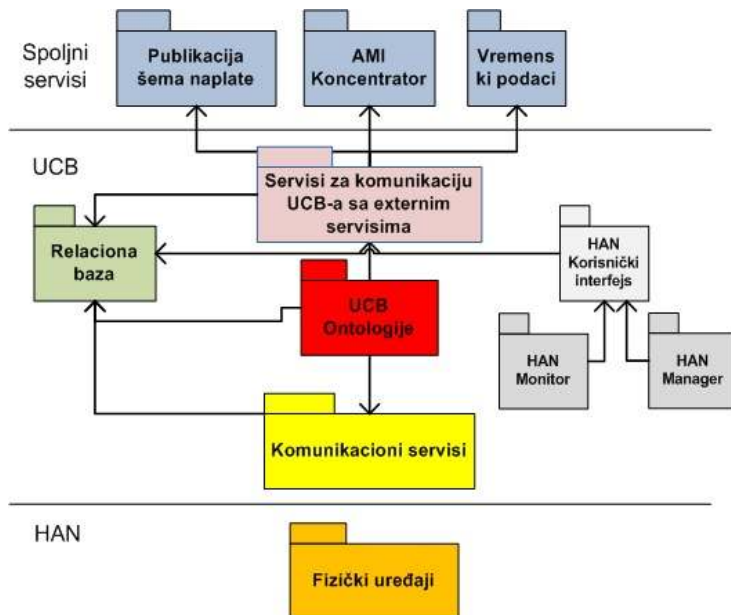 Spoljni
servisi
Publikacija
šema naplate
AMI
Koncentrator
Vremens
ki podaci
UCB
Servisi za komunikaciju
UCB-a sa externim
servisima
Relaciona
baza
HAN
Korisnički
interfejs
UCB
Ontologije
HAN
Monitor
HAN
Manager
Komunikacioni servisi
HAN
Fizički uređaji